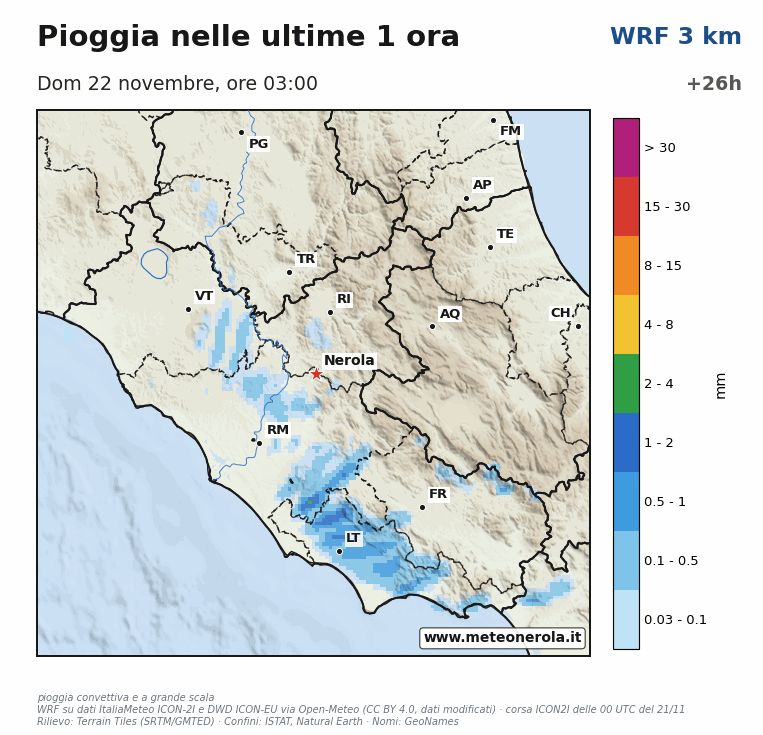 Pioggia nelle ultime 1 ora
WRF 3 km
Dom 22 novembre, ore 03:00
+26h
FM
PG
AP
TE
TR
VT
RI
AQ
CH
Nerola
RM
FR
LT
www.meteonerola.it
> 30
15 - 30
8 - 15
4 - 8
2 - 4
1 - 2
0.5 - 1
0.1 - 0.5
0.03 - 0.1
mm
pioggia convettiva e a grande scala
WRF su dati ItaliaMeteo ICON-2I e DWD ICON-EU via Open-Meteo (CC BY 4.0, dati modificati) · corsa ICON2I delle 00 UTC del 21/11
Rilievo: Terrain Tiles (SRTM/GMTED) · Confini: ISTAT, Natural Earth · Nomi: GeoNames